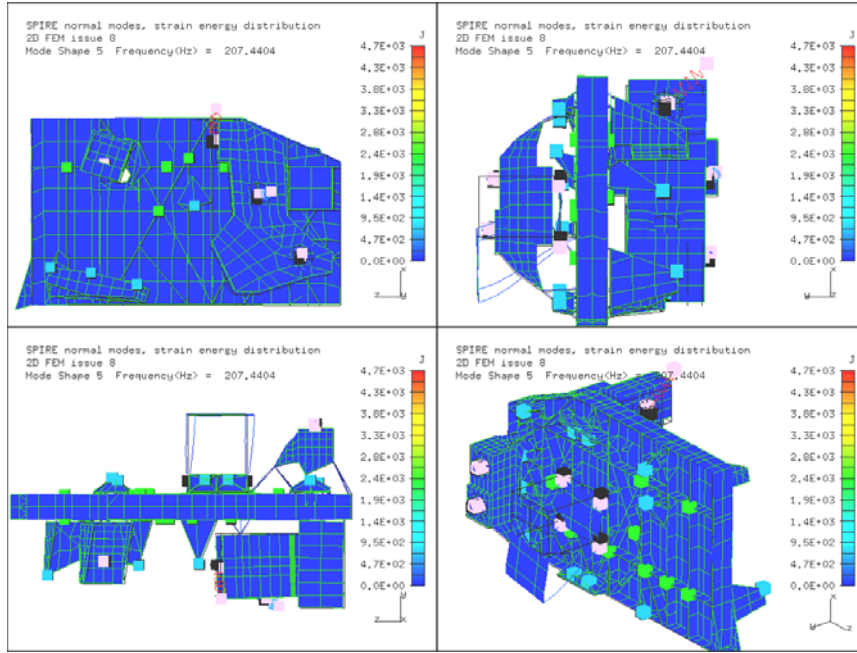 SPIRE normal modes, strain energy distribution
2D FEM issue 8
Mode Shape 5 Frequency(Hz) = 207.4404
J
4.7E+03
4.3E+03
3.8E+03
3.3E+03
2.8E+03
2.4E+03
1.9E+03
1.4E+03
9.5E+02
4.7E+02
0.0E+00
x
z y
SPIRE normal modes, strain energy distribution
2D FEM issue 8
Mode Shape 5 Frequency(Hz) = 207.4404
J
4.7E+03
4.3E+03
3.8E+03
3.3E+03
2.8E+03
2.4E+03
1.9E+03
1.4E+03
9.5E+02
4.7E+02
0.0E+00
x
z y
SPIRE normal modes, strain energy distribution
2D FEM issue 8
Mode Shape 5 Frequency(Hz) = 207.4404
J
4.7E+03
4.3E+03
3.8E+03
3.3E+03
2.8E+03
2.4E+03
1.9E+03
1.4E+03
9.5E+02
4.7E+02
0.0E+00
y
z x
SPIRE normal modes, strain energy distribution
2D FEM issue 8
Mode Shape 5 Frequency(Hz) = 207.4404
J
4.7E+03
4.3E+03
3.8E+03
3.3E+03
2.8E+03
2.4E+03
1.9E+03
1.4E+03
9.5E+02
4.7E+02
0.0E+00
x
y z